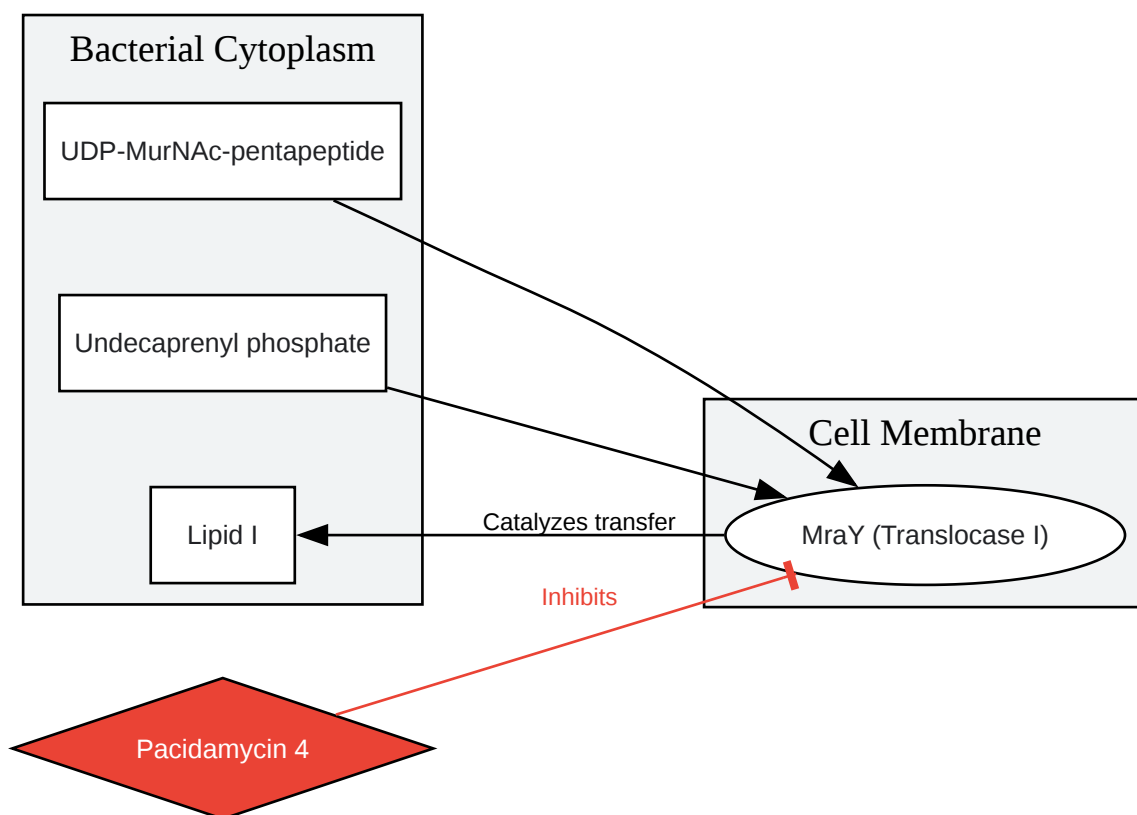 Bacterial Cytoplasm
UDP-MurNAc-pentapeptide
Undecaprenyl phosphate
Cell Membrane
Lipid I
Catalyzes transfer
MraY (Translocase I)
Inhibits
Pacidamycin 4